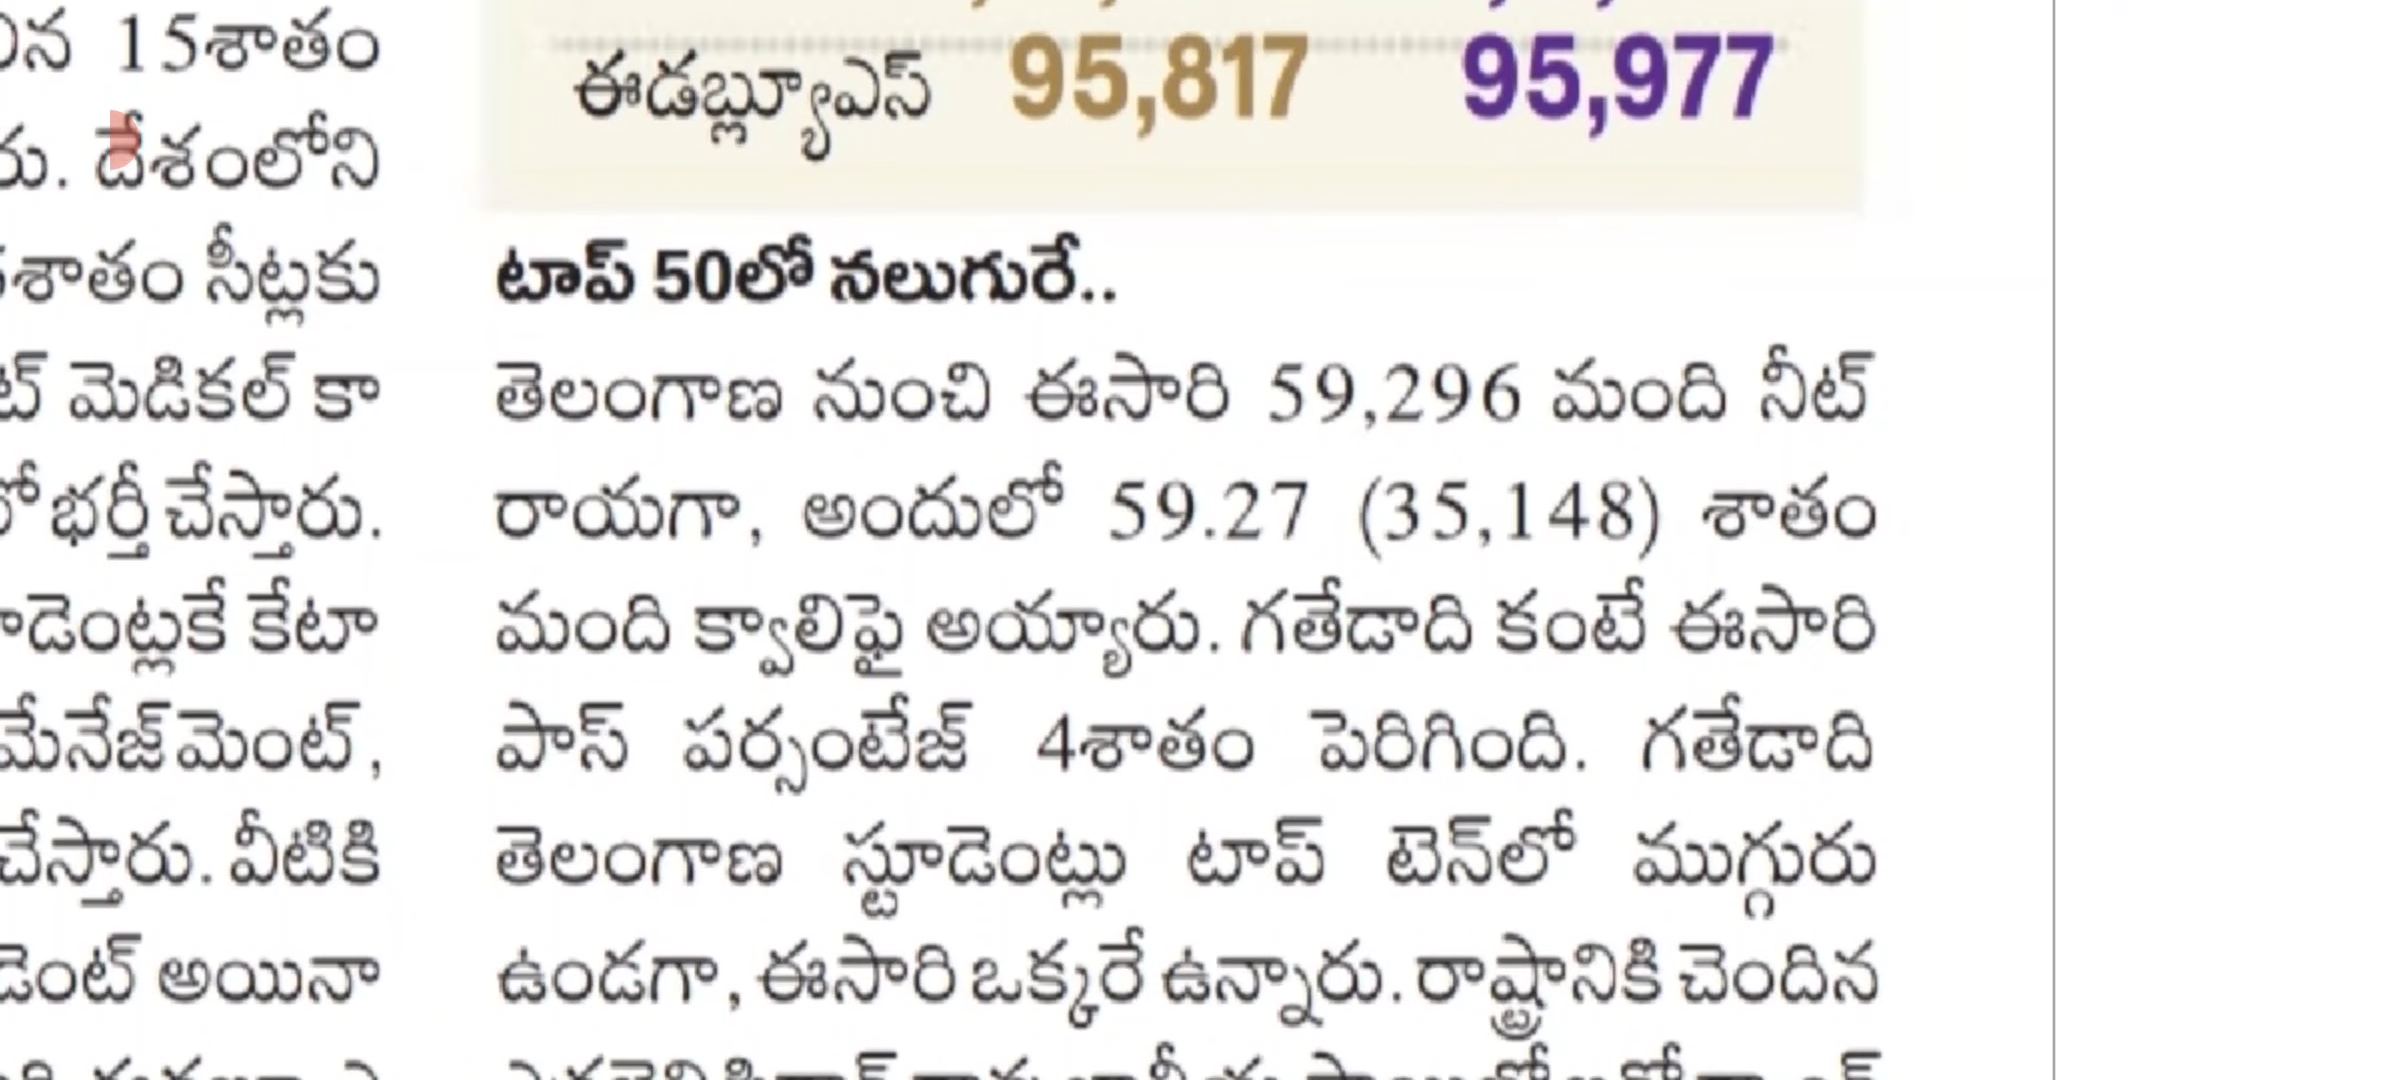 ఈడబ్ల్యూఎస్ 95,817 95,977
15శాతం
రు. దేశంలోని
శాతం సీట్లకు
ట్ మెడికల్ కా
భర్తీ చేస్తారు.
డెంట్లకే కేటా
మేనేజ్‌మెంట్,
చేస్తారు. వీటికి
డెంట్ అయినా
టాప్ 50లో నలుగురే..
తెలంగాణ నుంచి ఈసారి 59,296 మంది నీట్
రాయగా, అందులో 59.27 (35,148) శాతం
మంది క్వాలిఫై అయ్యారు. గతేడాది కంటే ఈసారి
పాస్ పర్సంటేజ్ 4శాతం పెరిగింది. గతేడాది
తెలంగాణ స్టూడెంట్లు టాప్ టెన్‌లో ముగ్గురు
ఉండగా, ఈసారి ఒక్కరే ఉన్నారు. రాష్ట్రానికి చెందిన